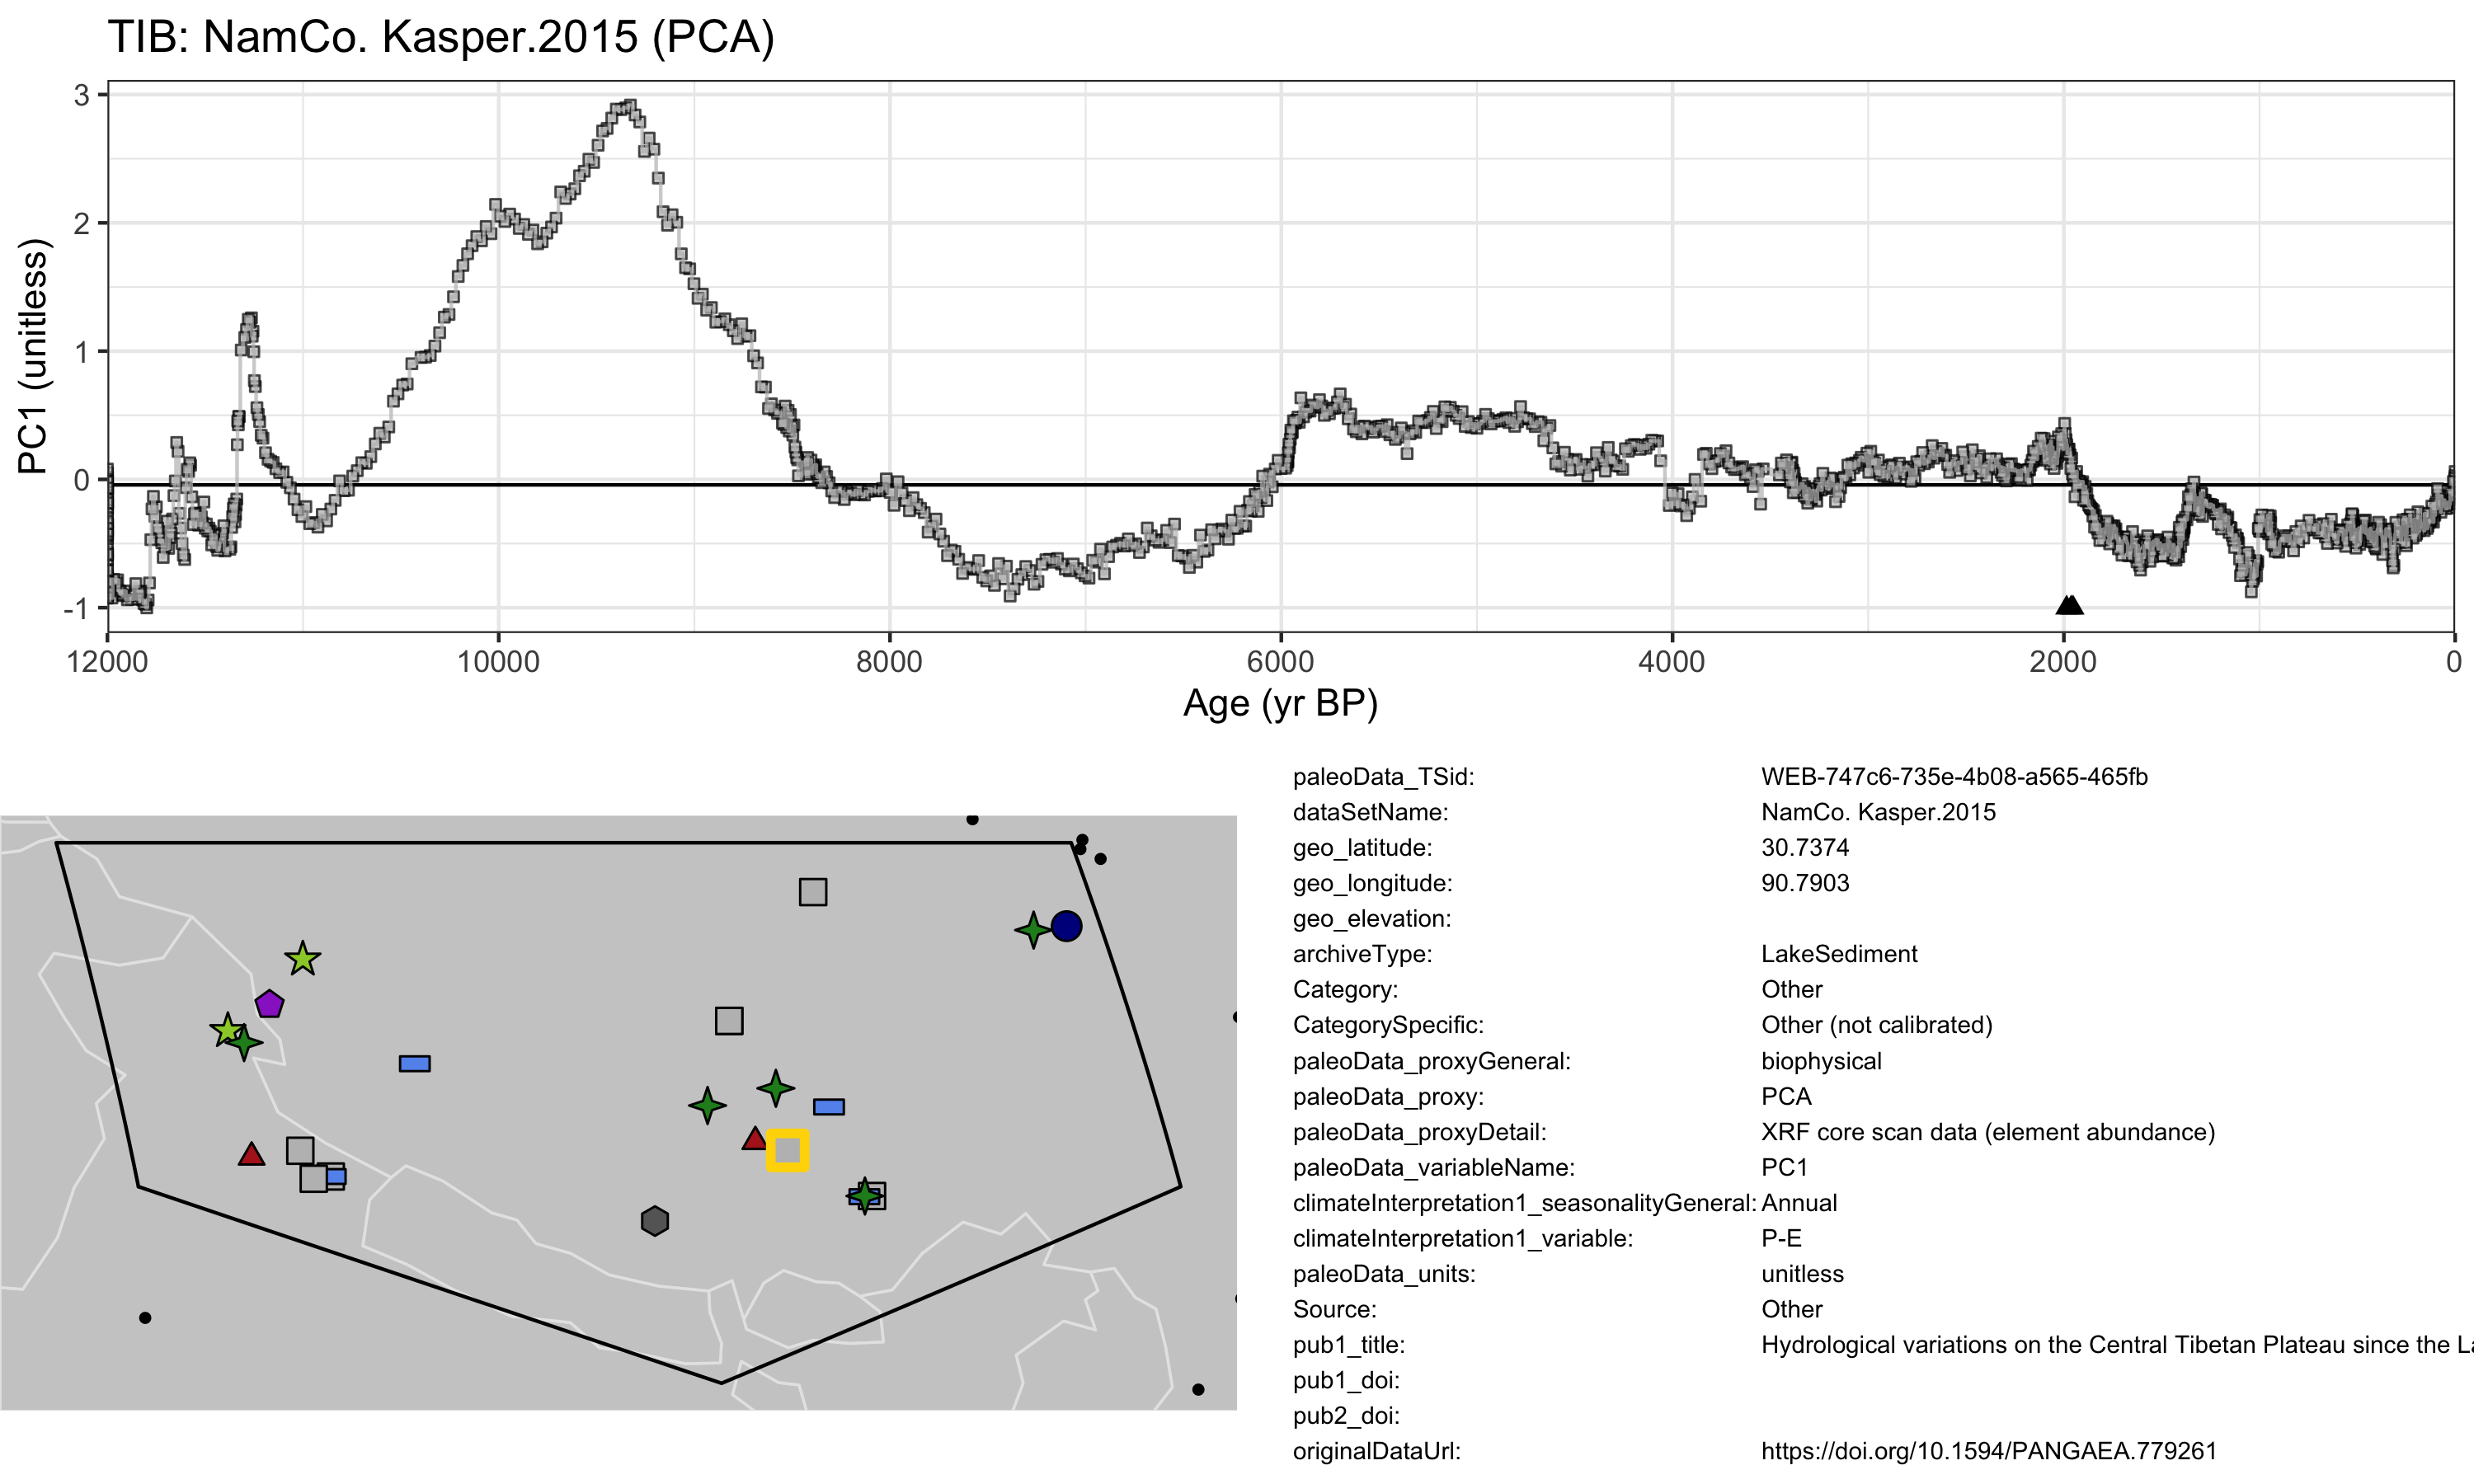 TIB: NamCo. Kasper.2015 (PCA)
PC1 (unitless)
3
2
1
0
-1
12000 10000 8000 6000 4000 2000 0
Age (yr BP)
paleoData_TSid: WEB-747c6-735e-4b08-a565-465fb
dataSetName: NamCo. Kasper.2015
geo_latitude: 30.7374
geo_longitude: 90.7903
geo_elevation:
archiveType: LakeSediment
Category: Other
CategorySpecific: Other (not calibrated)
paleoData_proxyGeneral: biophysical
paleoData_proxy: PCA
paleoData_proxyDetail: XRF core scan data (element abundance)
paleoData_variableName: PC1
climateInterpretation1_seasonalityGeneral: Annual
climateInterpretation1_variable: P-E
paleoData_units: unitless
Source: Other
pub1_title: Hydrological variations on the Central Tibetan Plateau since the
pub1_doi:
pub2_doi:
originalDataUrl: https://doi.org/10.1594/PANGAEA.779261